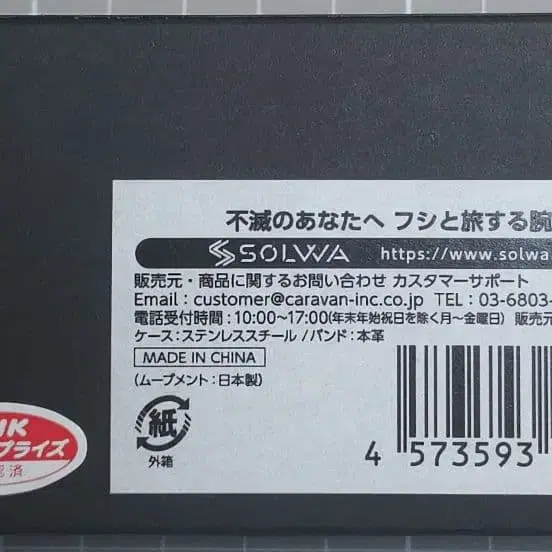 不滅のあなたへ フシと旅する腕
SOLWA https://www.solwa
販売元・商品に関するお問い合わせ カスタマーサポート
Email : customer@caravan-inc.co.jp TEL : 03-6803-
電話受付時間 : 10:00~17:00(年末年始祝日を除く月~金曜日) 販売元
ケース:ステンレススチール / バンド:本革
MADE IN CHINA
(ムーブメント:日本製)
紙
外箱
4 573593
HK
プライズ
認済